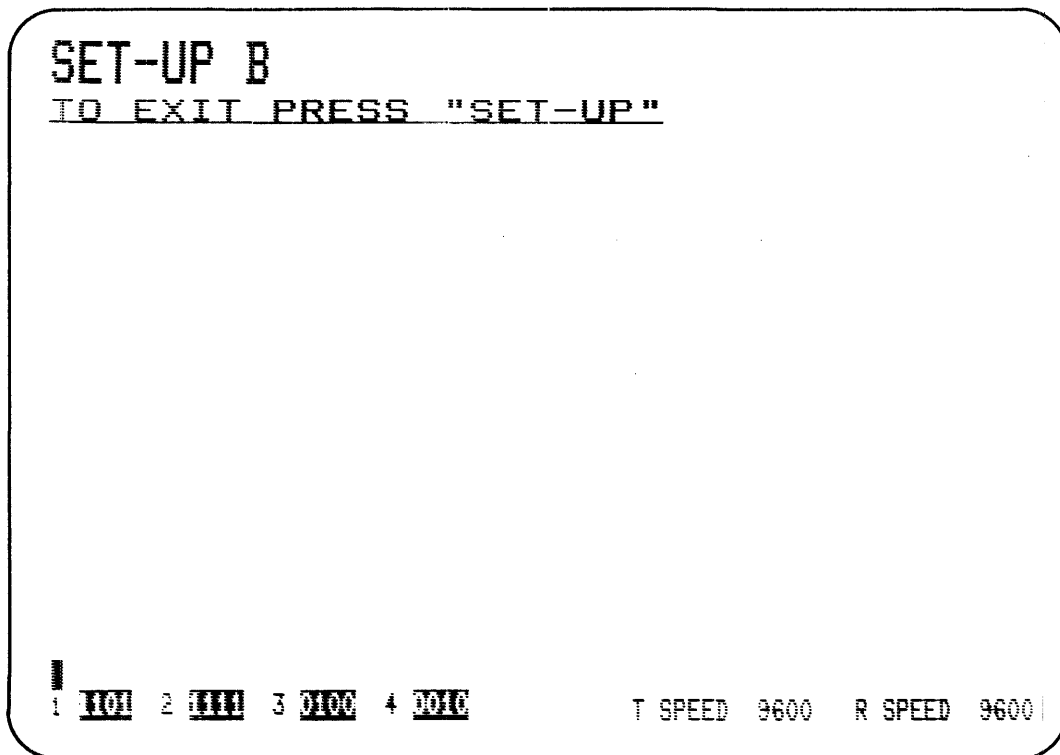 SET-UP B
TO EXIT PRESS "SET-UP"
1 1101 2 1111 3 0100 4 0010 T SPEED 9600 R SPEED 9600